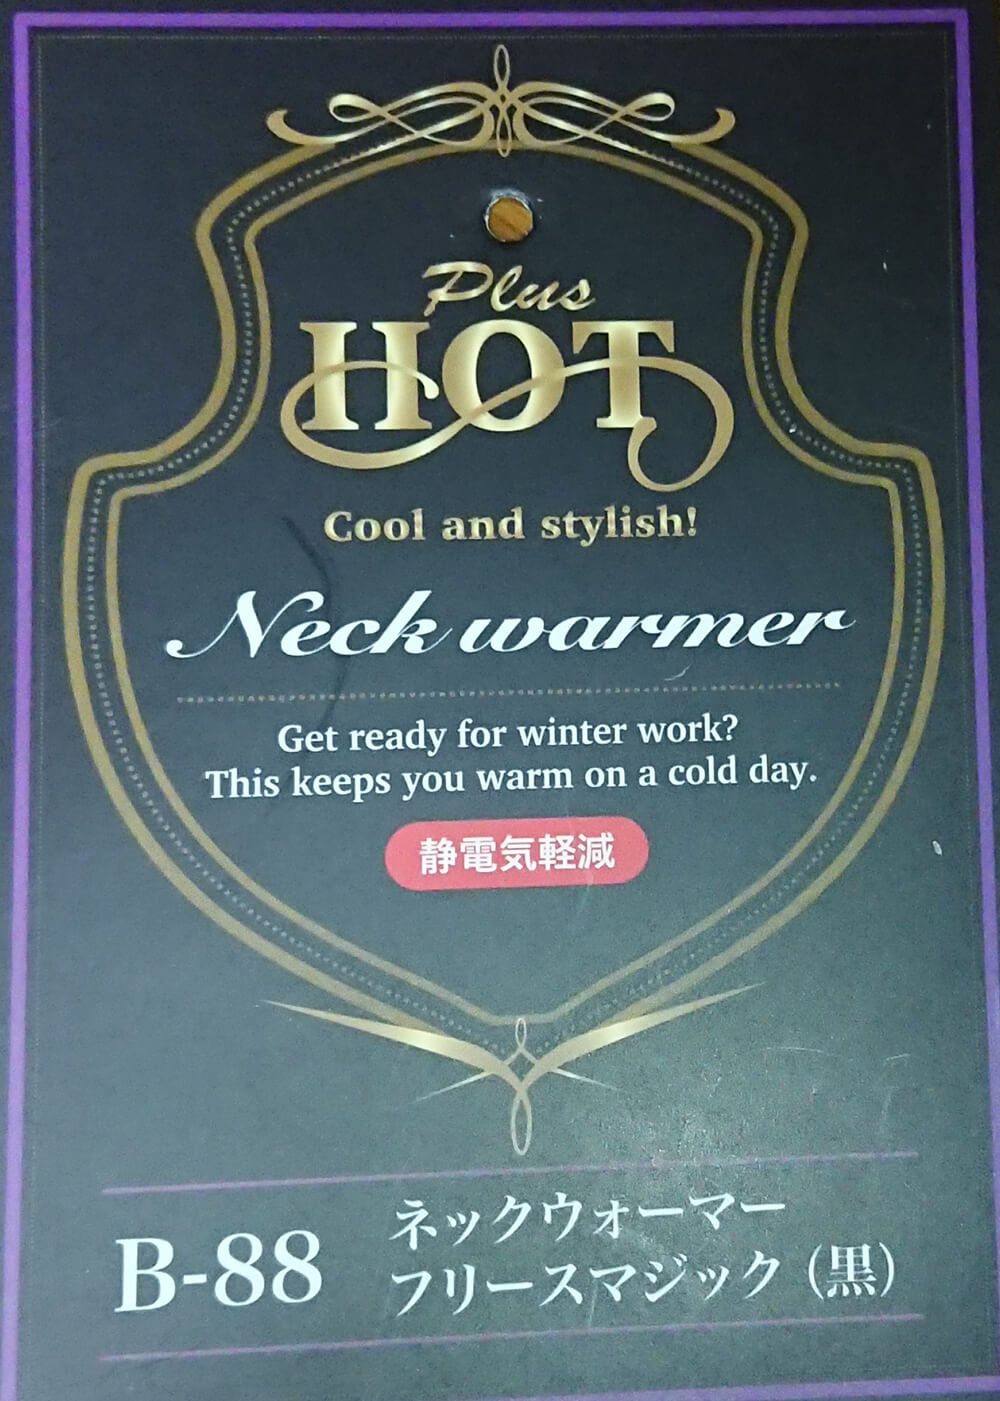 Plus
HOT
Cool and stylish!
Neck warmer
Get ready for winter work?
This keeps you warm on a cold day.
静電気軽減
B-88
ネックウォーマー
フリースマジック（黒）